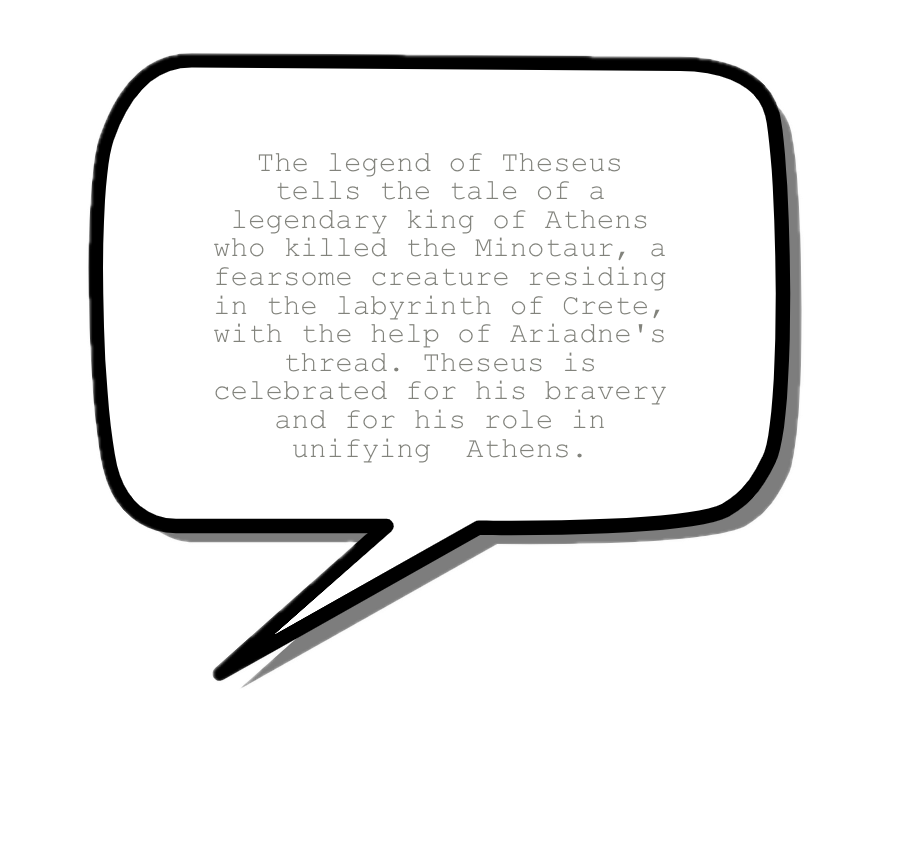 The legend of Theseus
tells the tale of a
legendary king of Athens
who killed the Minotaur, a
fearsome creature residing
in the labyrinth of Crete,
with the help of Ariadne's
thread. Theseus is
celebrated for his bravery
and for his role in
unifying  Athens.